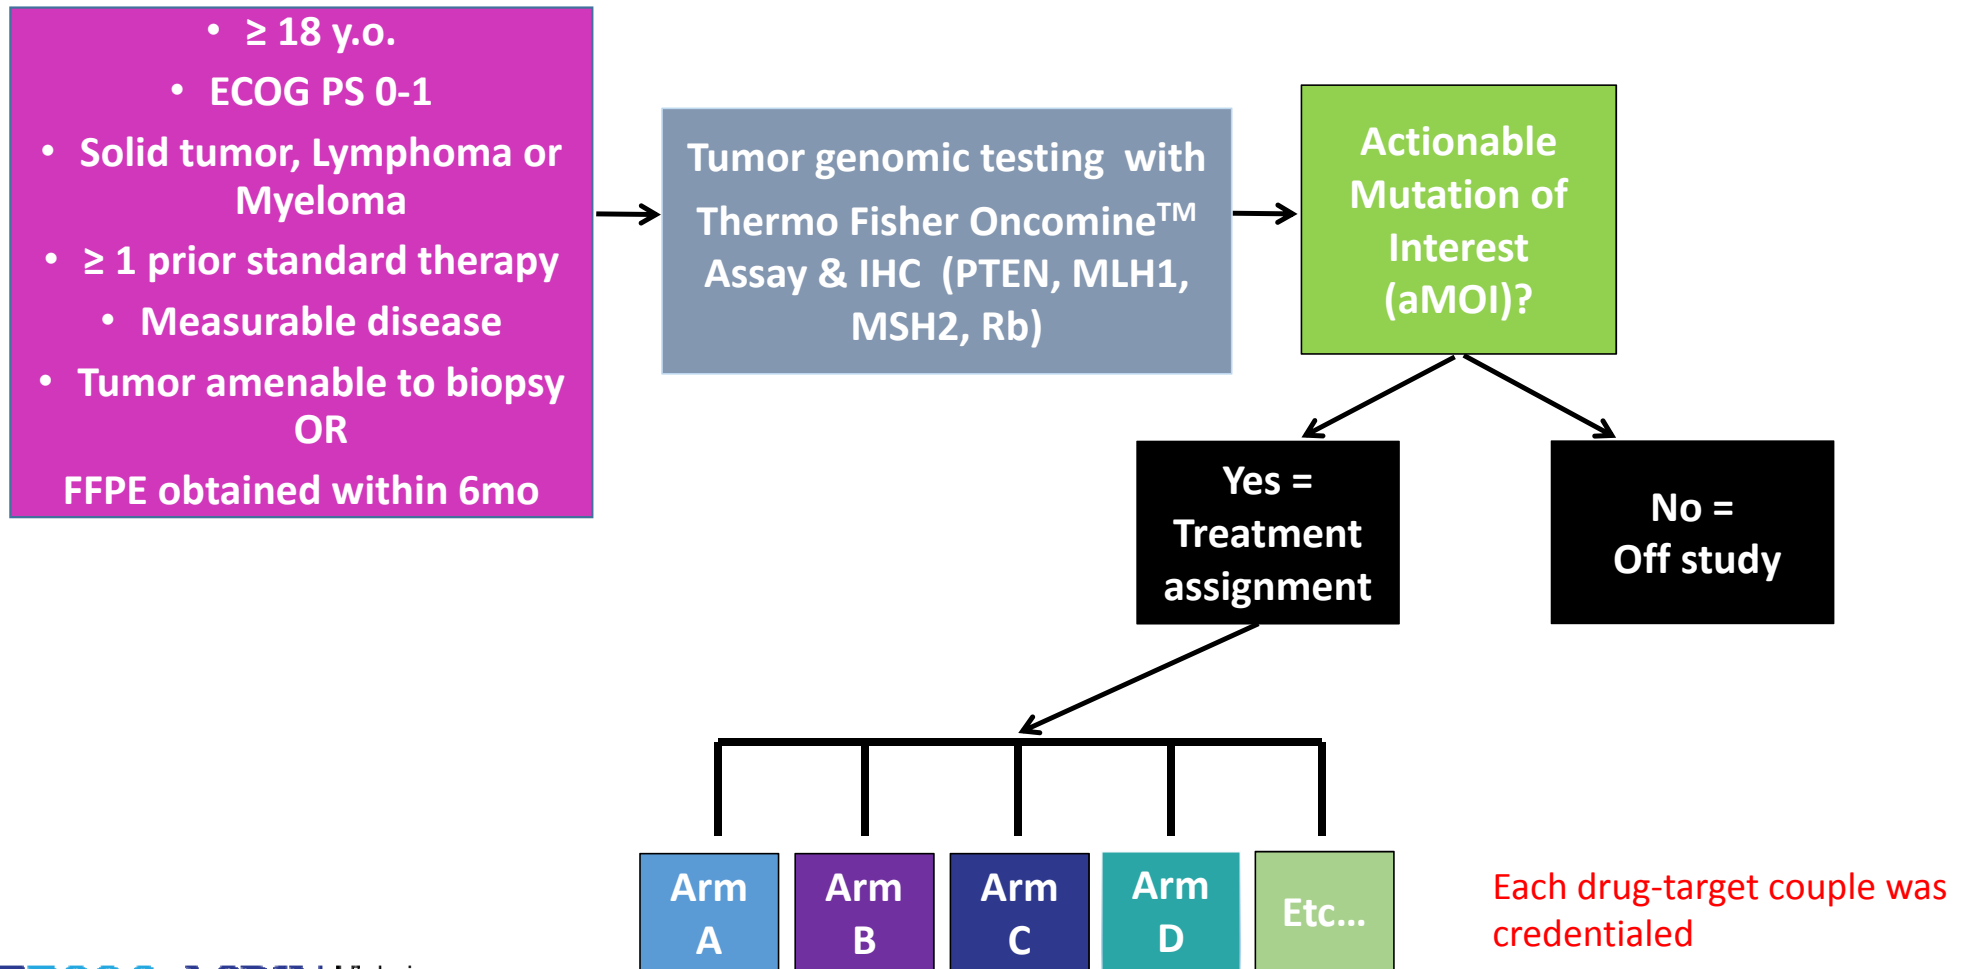 • ≥ 18 y.o.
• ECOG PS 0-1
• Solid tumor, Lymphoma or
Myeloma
• ≥ 1 prior standard therapy
• Measurable disease
• Tumor amenable to biopsy
OR
FFPE obtained within 6mo
Tumor genomic testing with
Thermo Fisher Oncomine™
Assay & IHC (PTEN, MLH1,
MSH2, Rb)
Actionable
Mutation of
Interest
(aMOI)?
Yes =
Treatment
assignment
No =
Off study
Arm
A
Arm
B
Arm
C
Arm
D
Etc...
Each drug-target couple was
credentialed